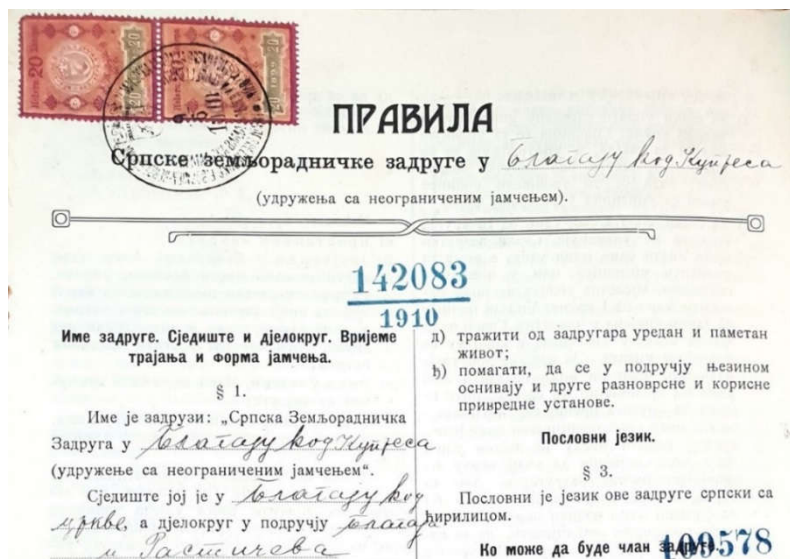 ПРАВИЛА
Српске земљорадничке задруге у Благају код Купреса
(удружења са неограниченим јамчењем).
142083
1910
Име задруге. Сједиште и дјелокруг. Вријеме
трајања и форма јамчења.
§ 1.
Име је задрузи: „Српска Земљорадничка
Задруга у Благају код Купреса
(удружење са неограниченим јамчењем“.
Сједиште јој је у Благају код
цркве, а дјелокруг у подручју Благаја
и Растичева
д) тражити од задругара уредан и паметан
живот;
ђ) помагати, да се у подручју њезином
оснивају и друге разноврсне и корисне
привредне установе.
Пословни језик.
§ 3.
Пословни је језик ове задруге српски са
ћирилицом.
Ко може да буде члан
109578